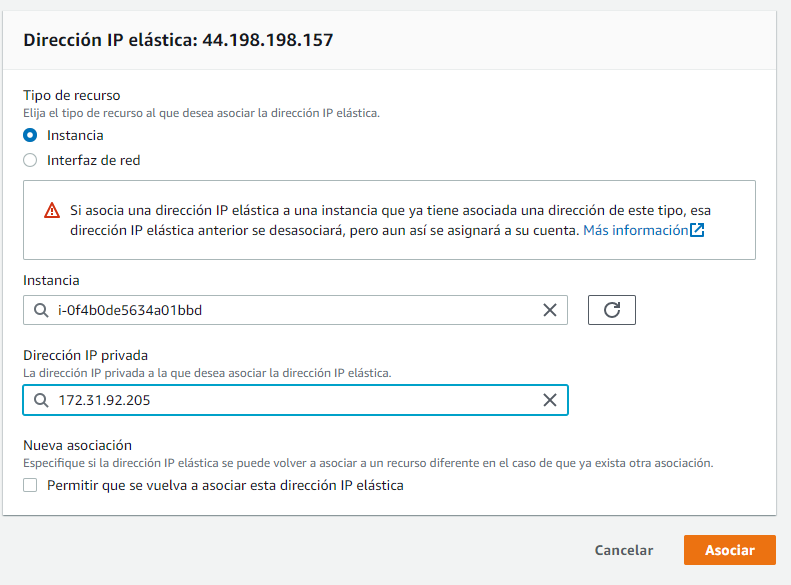 Dirección IP elástica: 44.198.198.157
Tipo de recurso
Elija el tipo de recurso al que desea asociar la dirección IP elástica.
Instancia
Interfaz de red
Si asocia una dirección IP elástica a una instancia que ya tiene asociada una dirección de este tipo, esa
dirección IP elástica anterior se desasociará, pero aun así se asignará a su cuenta. Más información
Instancia
i-0f4b0de5634a01bbd
Dirección IP privada
La dirección IP privada a la que desea asociar la dirección IP elástica.
172.31.92.205
Nueva asociación
Especifique si la dirección IP elástica se puede volver a asociar a un recurso diferente en el caso de que ya exista otra asociación.
Permitir que se vuelva a asociar esta dirección IP elástica
Cancelar
Asociar